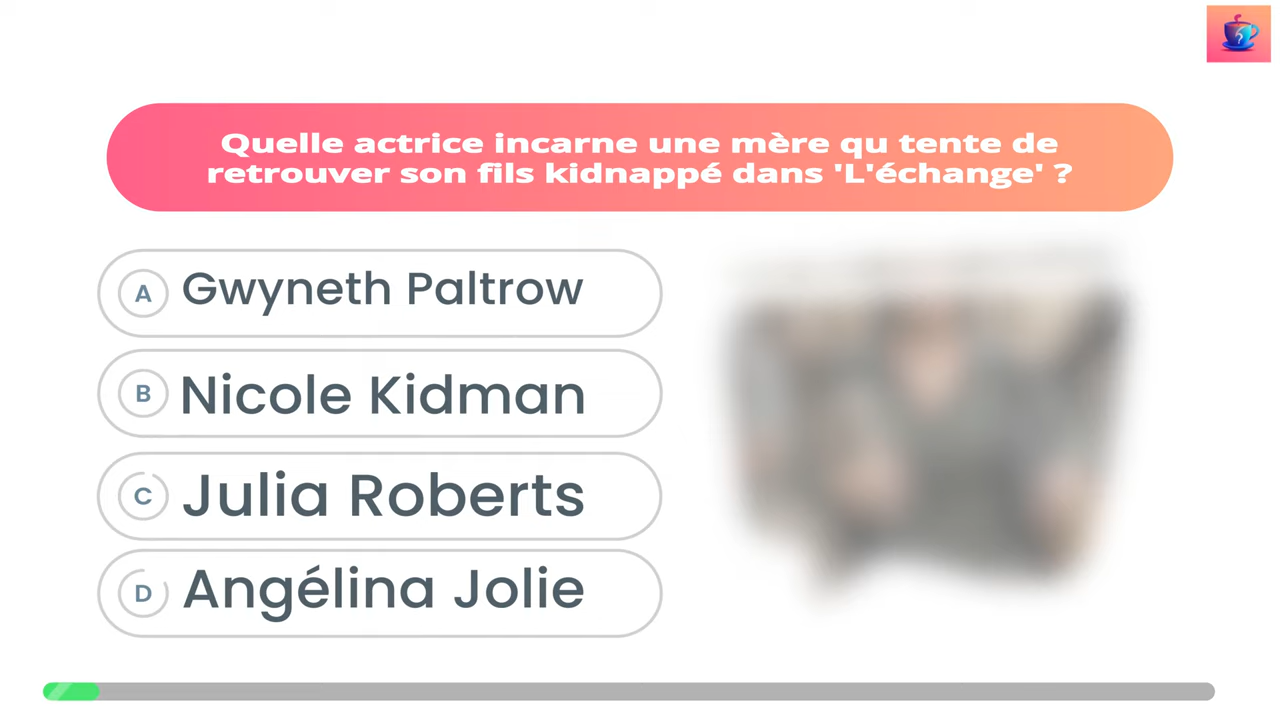 Quelle actrice incarne une mère qu tente de
retrouver son fils kidnappé dans 'L'échange' ?
A Gwyneth Paltrow
B Nicole Kidman
C Julia Roberts
D Angélina Jolie